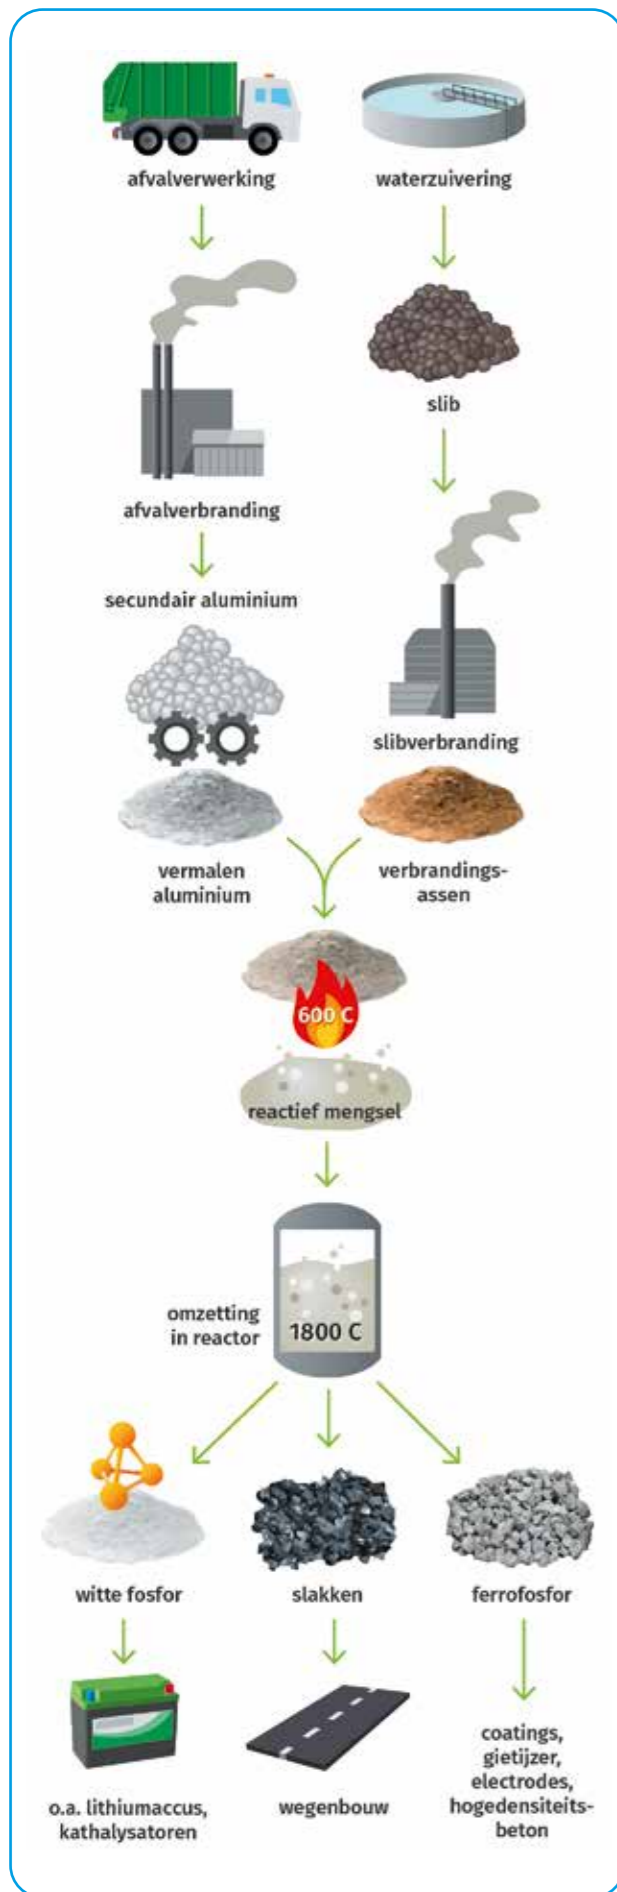 afvalverwerking
waterzuivering
slib
afvalverbranding
secundair aluminium
slibverbranding
vermalen
aluminium
verbrandings-
assen
600 C
reactief mengsel
omzetting
in reactor
1800 C
witte fosfor
slakken
ferrofosfor
o.a. lithiumaccus,
kathalysatoren
wegenbouw
coatings,
gietijzer,
electrodes,
hogedensiteits-
beton